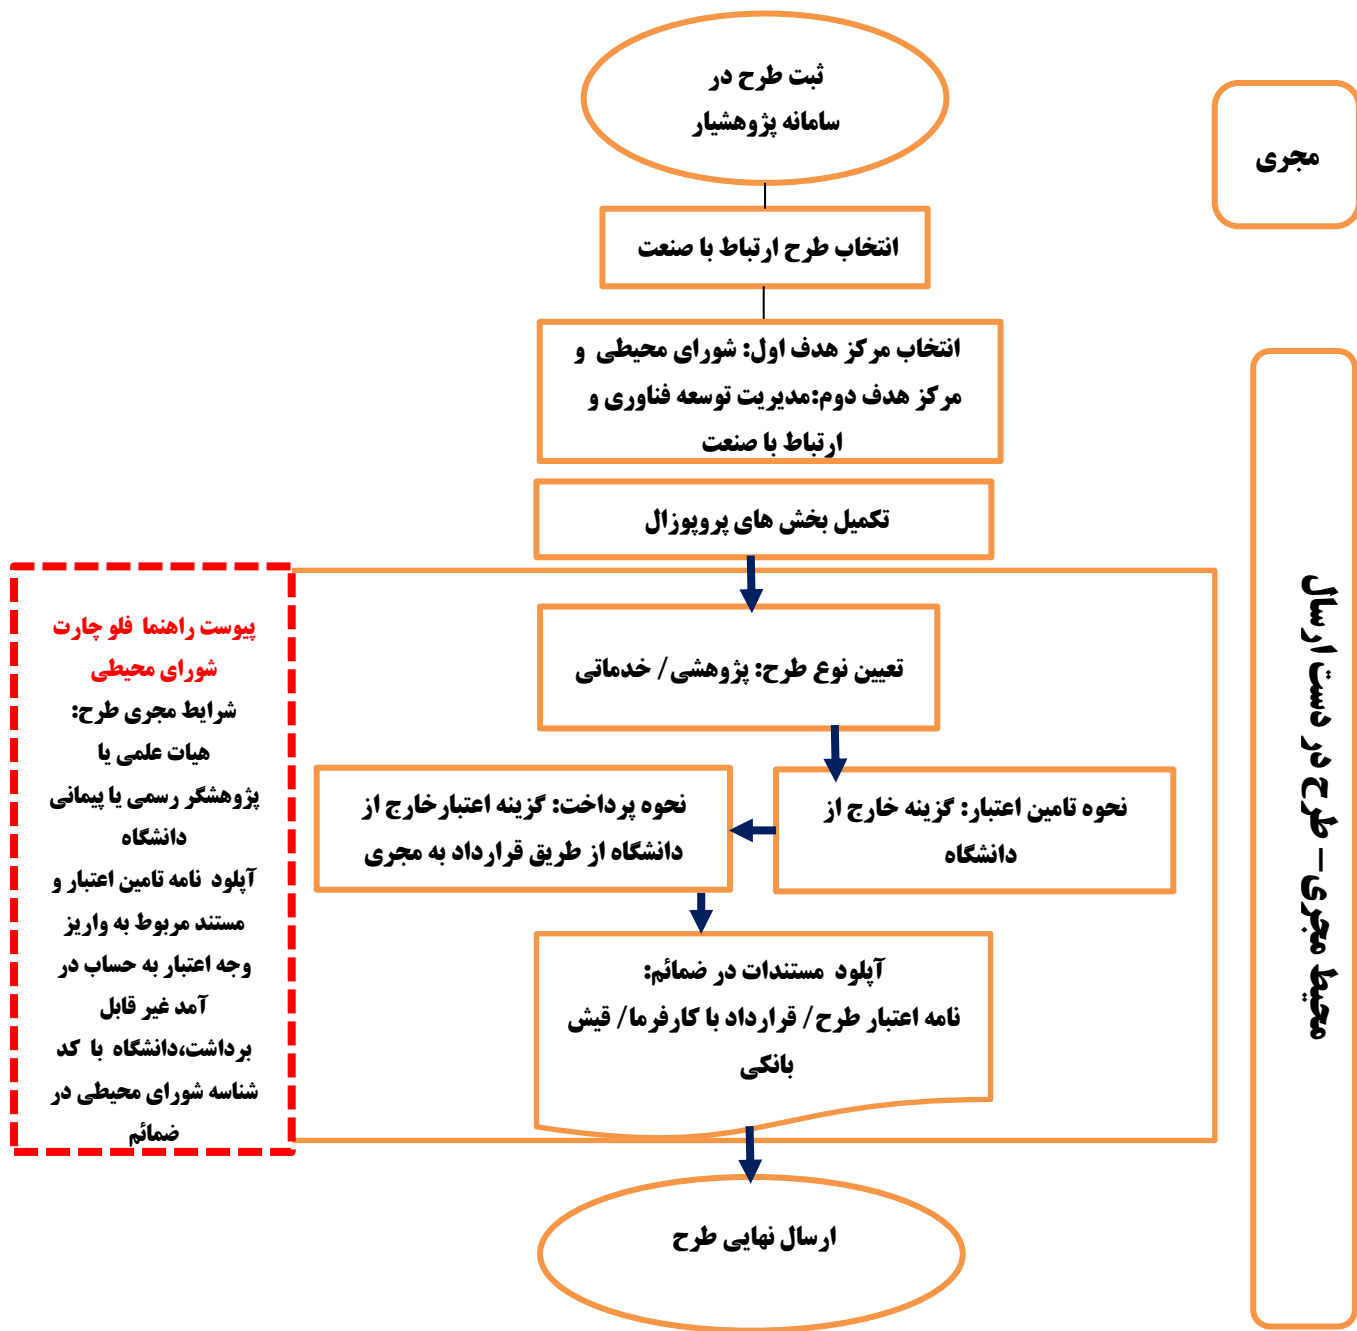 ثبت طرح در
سامانه پژوهشیار
مجری
انتخاب طرح ارتباط با صنعت
انتخاب مرکز هدف اول: شورای محیطی و
مرکز هدف دوم:مدیریت توسعه فناوری و
ارتباط با صنعت
تکمیل بخش های پروپوزال
محیط مجری– طرح در دست ارسال
تعیین نوع طرح: پژوهشی/ خدماتی
نحوه تامین اعتبار: گزینه خارج از
دانشگاه
نحوه پرداخت: گزینه اعتبارخارج از
دانشگاه از طریق قرارداد به مجری
آپلود مستندات در ضمائم:
نامه اعتبار طرح/ قرارداد با کارفرما/ فیش
بانکی
پیوست راهنما فلو چارت
شورای محیطی
شرایط مجری طرح:
هیات علمی یا
پژوهشگر رسمی یا پیمانی
دانشگاه
آپلود نامه تامین اعتبار و
مستند مربوط به واریز
وجه اعتبار به حساب در
آمد غیر قابل
برداشت،دانشگاه با کد
شناسه شورای محیطی در
ضمائم
ارسال نهایی طرح